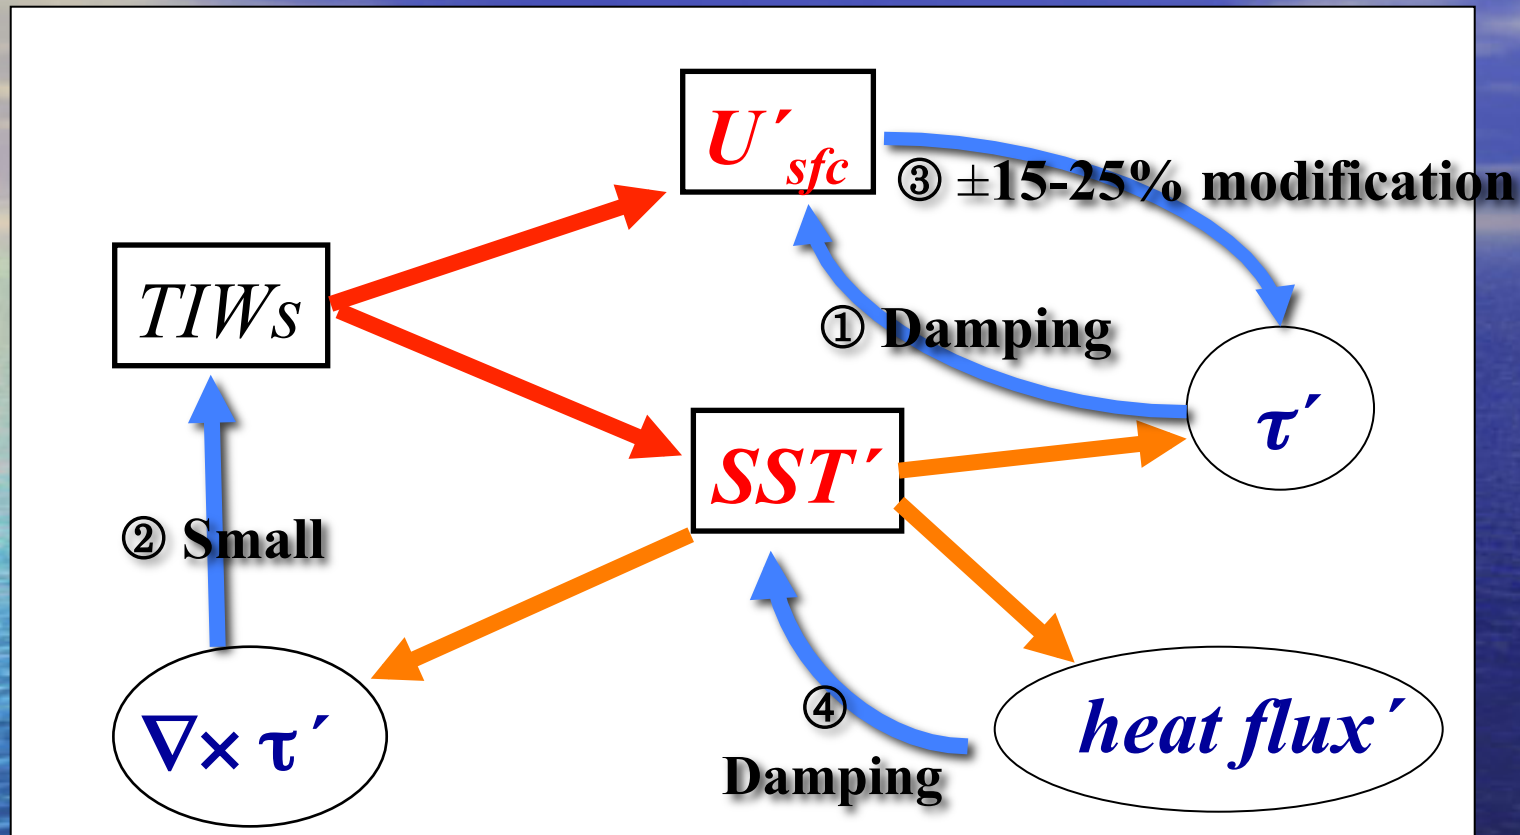 U´sfc
③ ±15-25% modification
TIWs
① Damping
τ´
SST´
② Small
④
Damping
∇× τ´
heat flux´